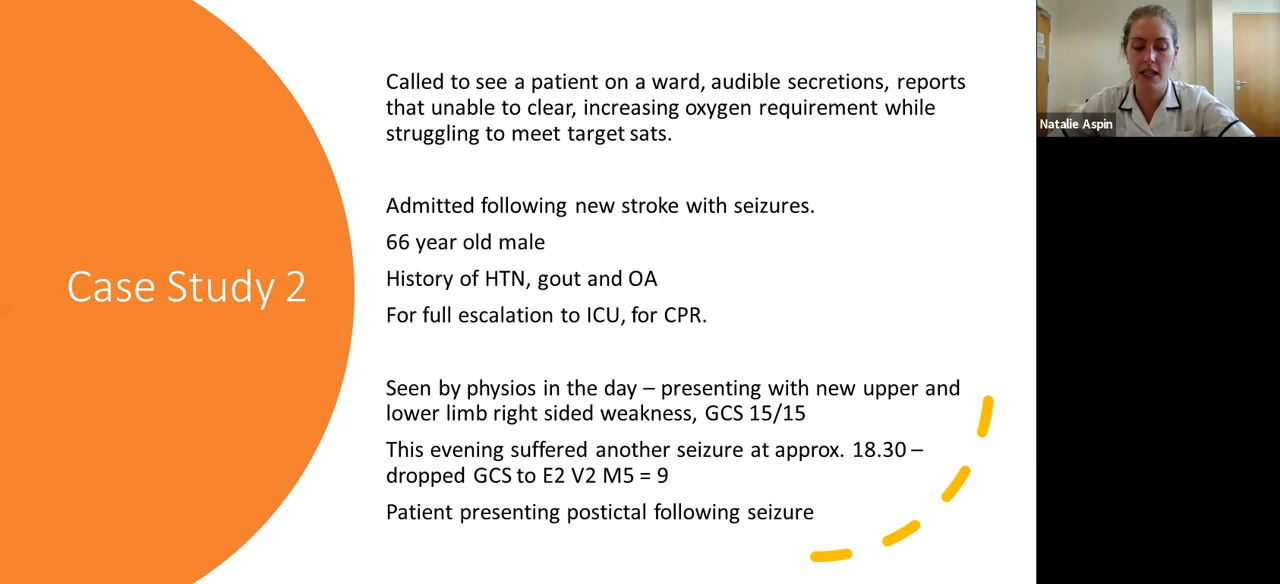 Case Study 2
Called to see a patient on a ward, audible secretions, reports
that unable to clear, increasing oxygen requirement while
struggling to meet target sats.
Admitted following new stroke with seizures.
66 year old male
History of HTN, gout and OA
For full escalation to ICU, for CPR.
Seen by physios in the day – presenting with new upper and
lower limb right sided weakness, GCS 15/15
This evening suffered another seizure at approx. 18.30 –
dropped GCS to E2 V2 M5 = 9
Patient presenting postictal following seizure
Natalie Aspin